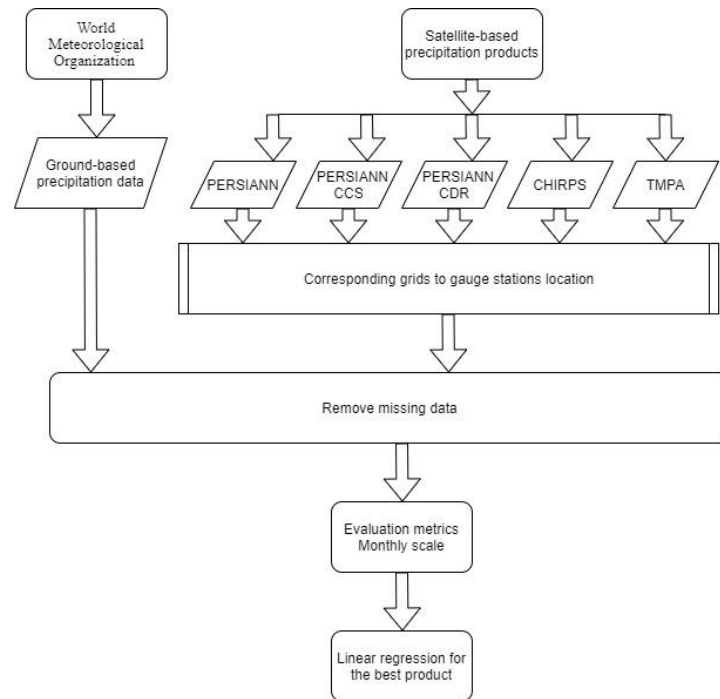 World
Meteorological
Organization
Satellite-based
precipitation products
Ground-based
precipitation data
PERSIANN
PERSIANN
CCS
PERSIANN
CDR
CHIRPS
TMPA
Corresponding grids to gauge stations location
Remove missing data
Evaluation metrics
Monthly scale
Linear regression for
the best product